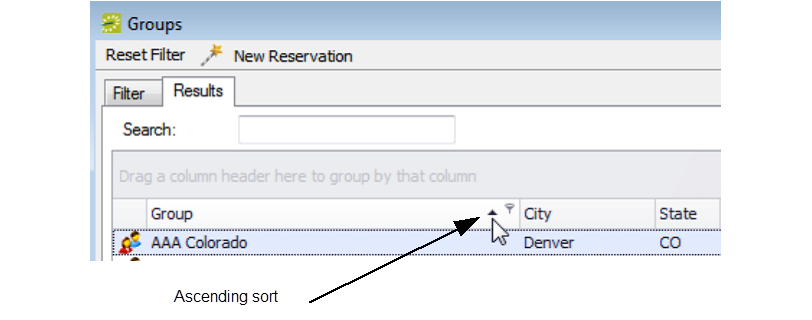 Groups
Reset Filter New Reservation
Filter Results
Search:
Drag a column header here to group by that column
Group City State
AAA Colorado Denver CO
Ascending sort